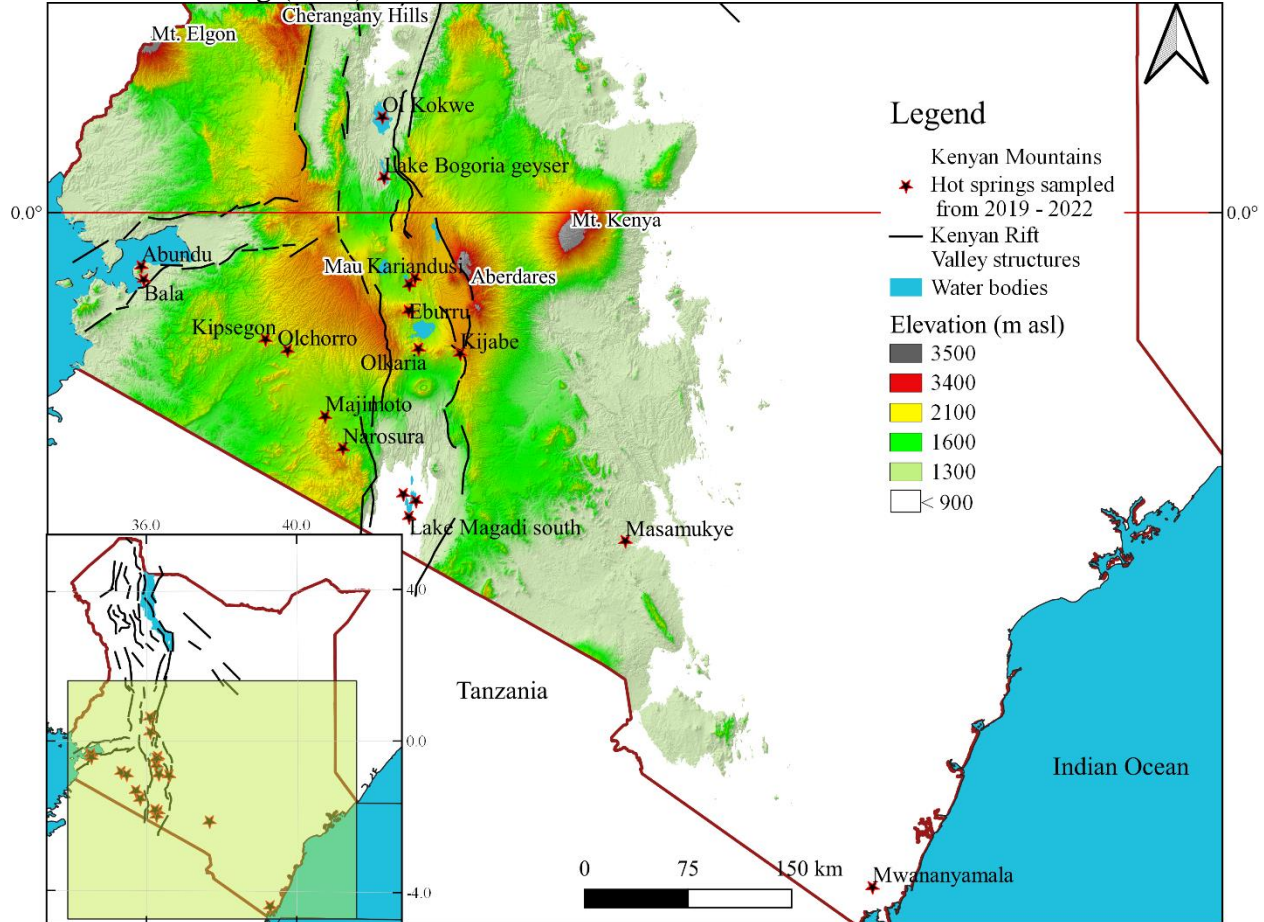 Cherangany Hills
Mt. Elgon
Ol Kokwe
Lake Bogoria geyser
0.0°
0.0°
Mt. Kenya
Abundu
Bala
Mau
Kariandusi
Aberdares
Eburru
Kipsegon
Olchorro
Olkaria
Kijabe
Majimoto
Narosura
Lake Magadi south
Masamukye
Tanzania
Indian Ocean
Mwananyamala
Legend
Kenyan Mountains
Hot springs sampled
from 2019 - 2022
Kenyan Rift
Valley structures
Water bodies
Elevation (m asl)
3500
3400
2100
1600
1300
< 900
36.0
40.0
4.0
0.0
-4.0
0
75
150 km